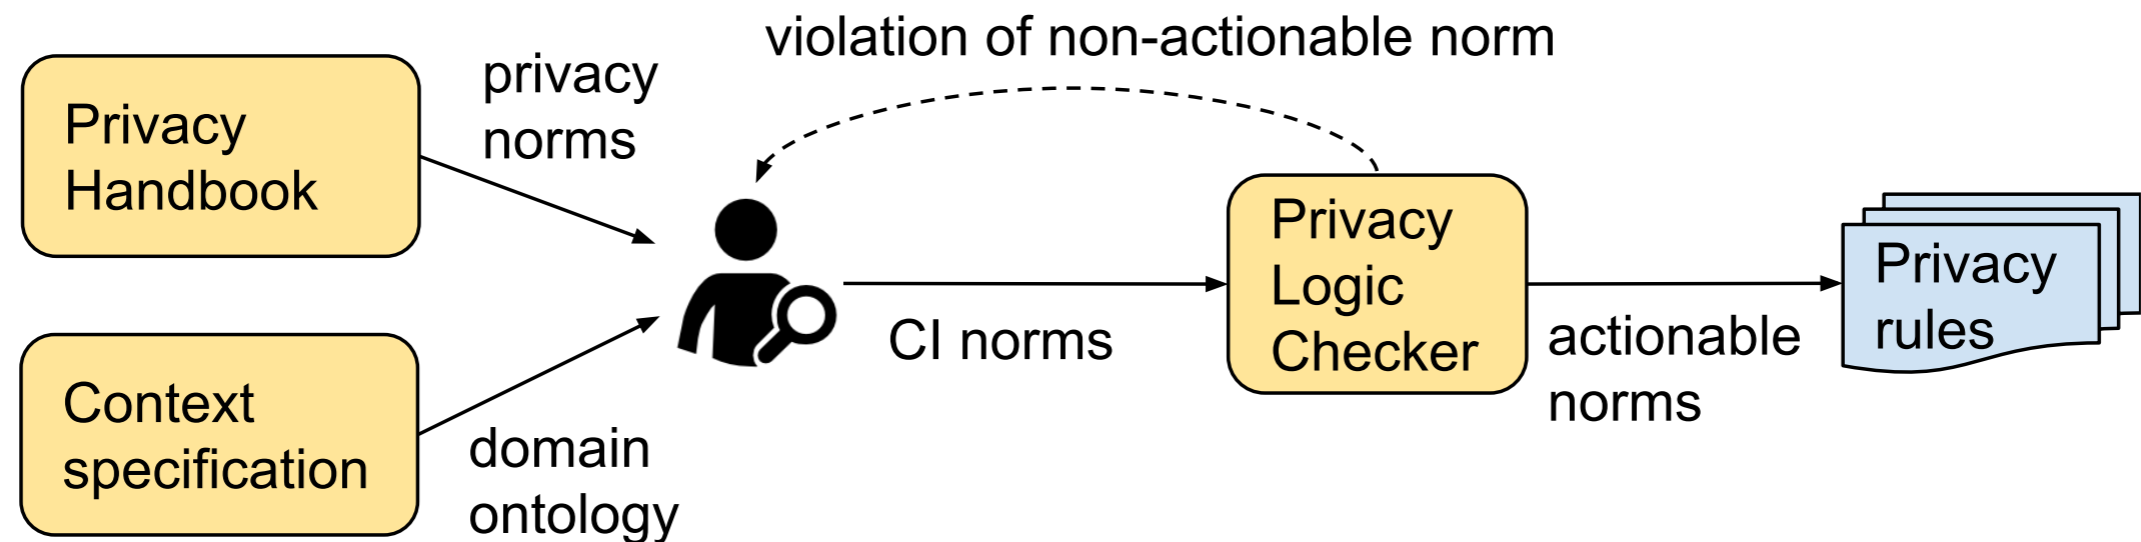 violation of non-actionable norm
privacy
norms
Privacy
Handbook
Context
specification
domain
ontology
CI norms
Privacy
Logic
Checker
actionable
norms
Privacy
rules